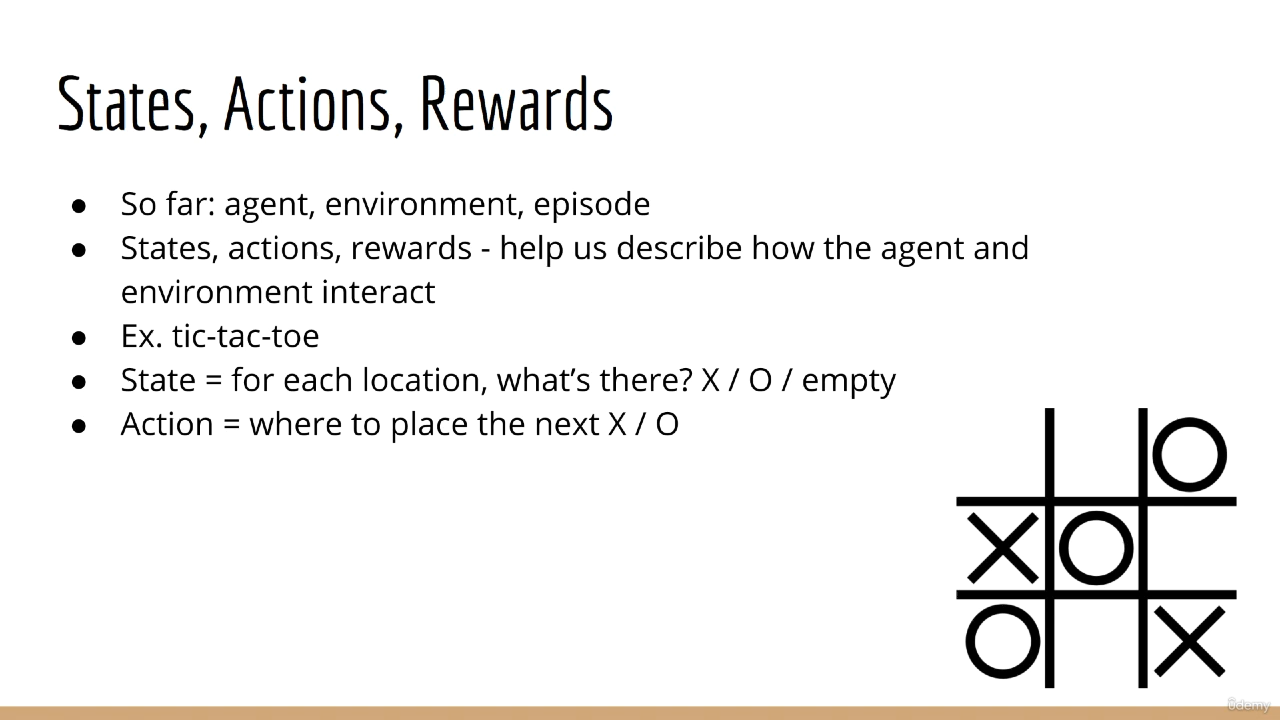 States, Actions, Rewards
● So far: agent, environment, episode
● States, actions, rewards - help us describe how the agent and
environment interact
● Ex. tic-tac-toe
● State = for each location, what's there? X / O / empty
● Action = where to place the next X / O
O
X O
O X
ûdemy